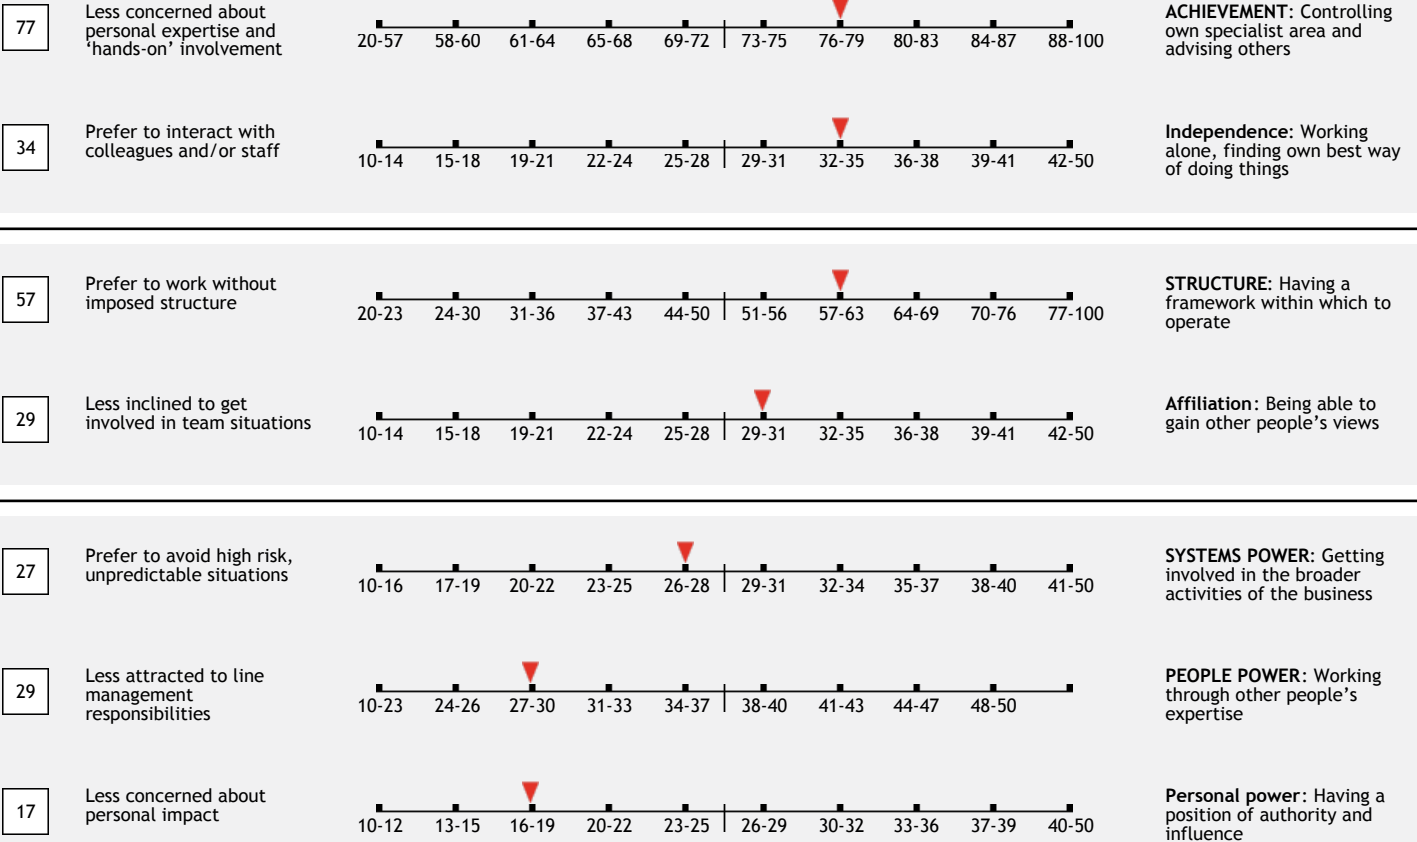 77
Less concerned about
personal expertise and
‘hands-on’ involvement
20-57 58-60 61-64 65-68 69-72 73-75 76-79 80-83 84-87 88-100
ACHIEVEMENT: Controlling
own specialist area and
advising others
34
Prefer to interact with
colleagues and/or staff
10-14 15-18 19-21 22-24 25-28 29-31 32-35 36-38 39-41 42-50
Independence: Working
alone, finding own best way
of doing things
57
Prefer to work without
imposed structure
20-23 24-30 31-36 37-43 44-50 51-56 57-63 64-69 70-76 77-100
STRUCTURE: Having a
framework within which to
operate
29
Less inclined to get
involved in team situations
10-14 15-18 19-21 22-24 25-28 29-31 32-35 36-38 39-41 42-50
Affiliation: Being able to
gain other people’s views
27
Prefer to avoid high risk,
unpredictable situations
10-16 17-19 20-22 23-25 26-28 29-31 32-34 35-37 38-40 41-50
SYSTEMS POWER: Getting
involved in the broader
activities of the business
29
Less attracted to line
management
responsibilities
10-23 24-26 27-30 31-33 34-37 38-40 41-43 44-47 48-50
PEOPLE POWER: Working
through other people’s
expertise
17
Less concerned about
personal impact
10-12 13-15 16-19 20-22 23-25 26-29 30-32 33-36 37-39 40-50
Personal power: Having a
position of authority and
influence